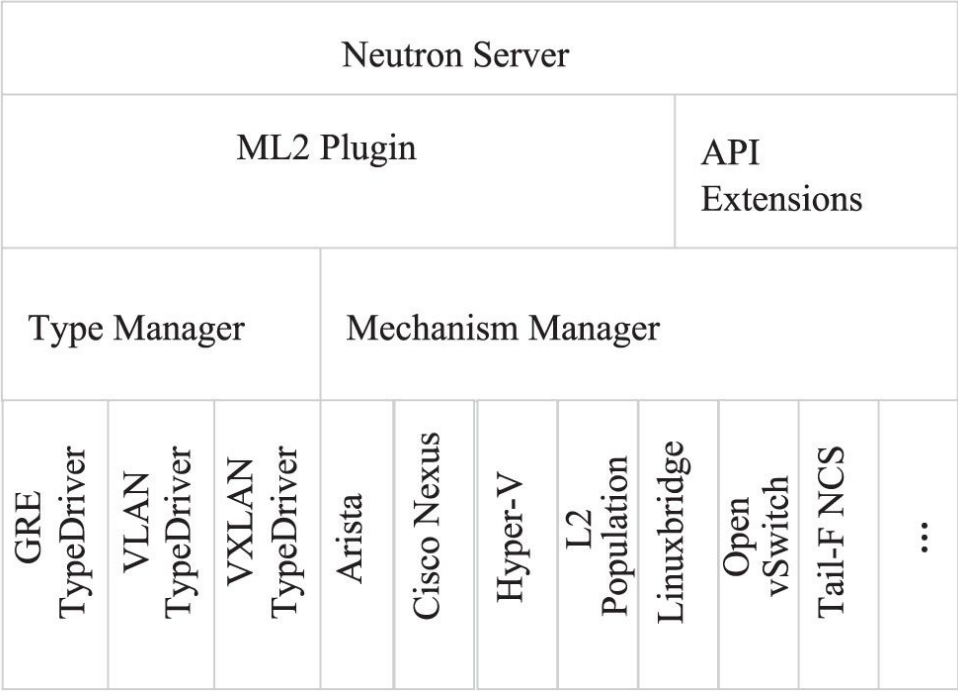 Neutron Server
ML2 Plugin
API
Extensions
Type Manager
Mechanism Manager
GRE
TypeDriver
VLAN
TypeDriver
VXLAN
TypeDriver
Arista
Cisco Nexus
Hyper-V
L2
Population
Linuxbridge
Open
vSwitch
Tail-F NCS
...